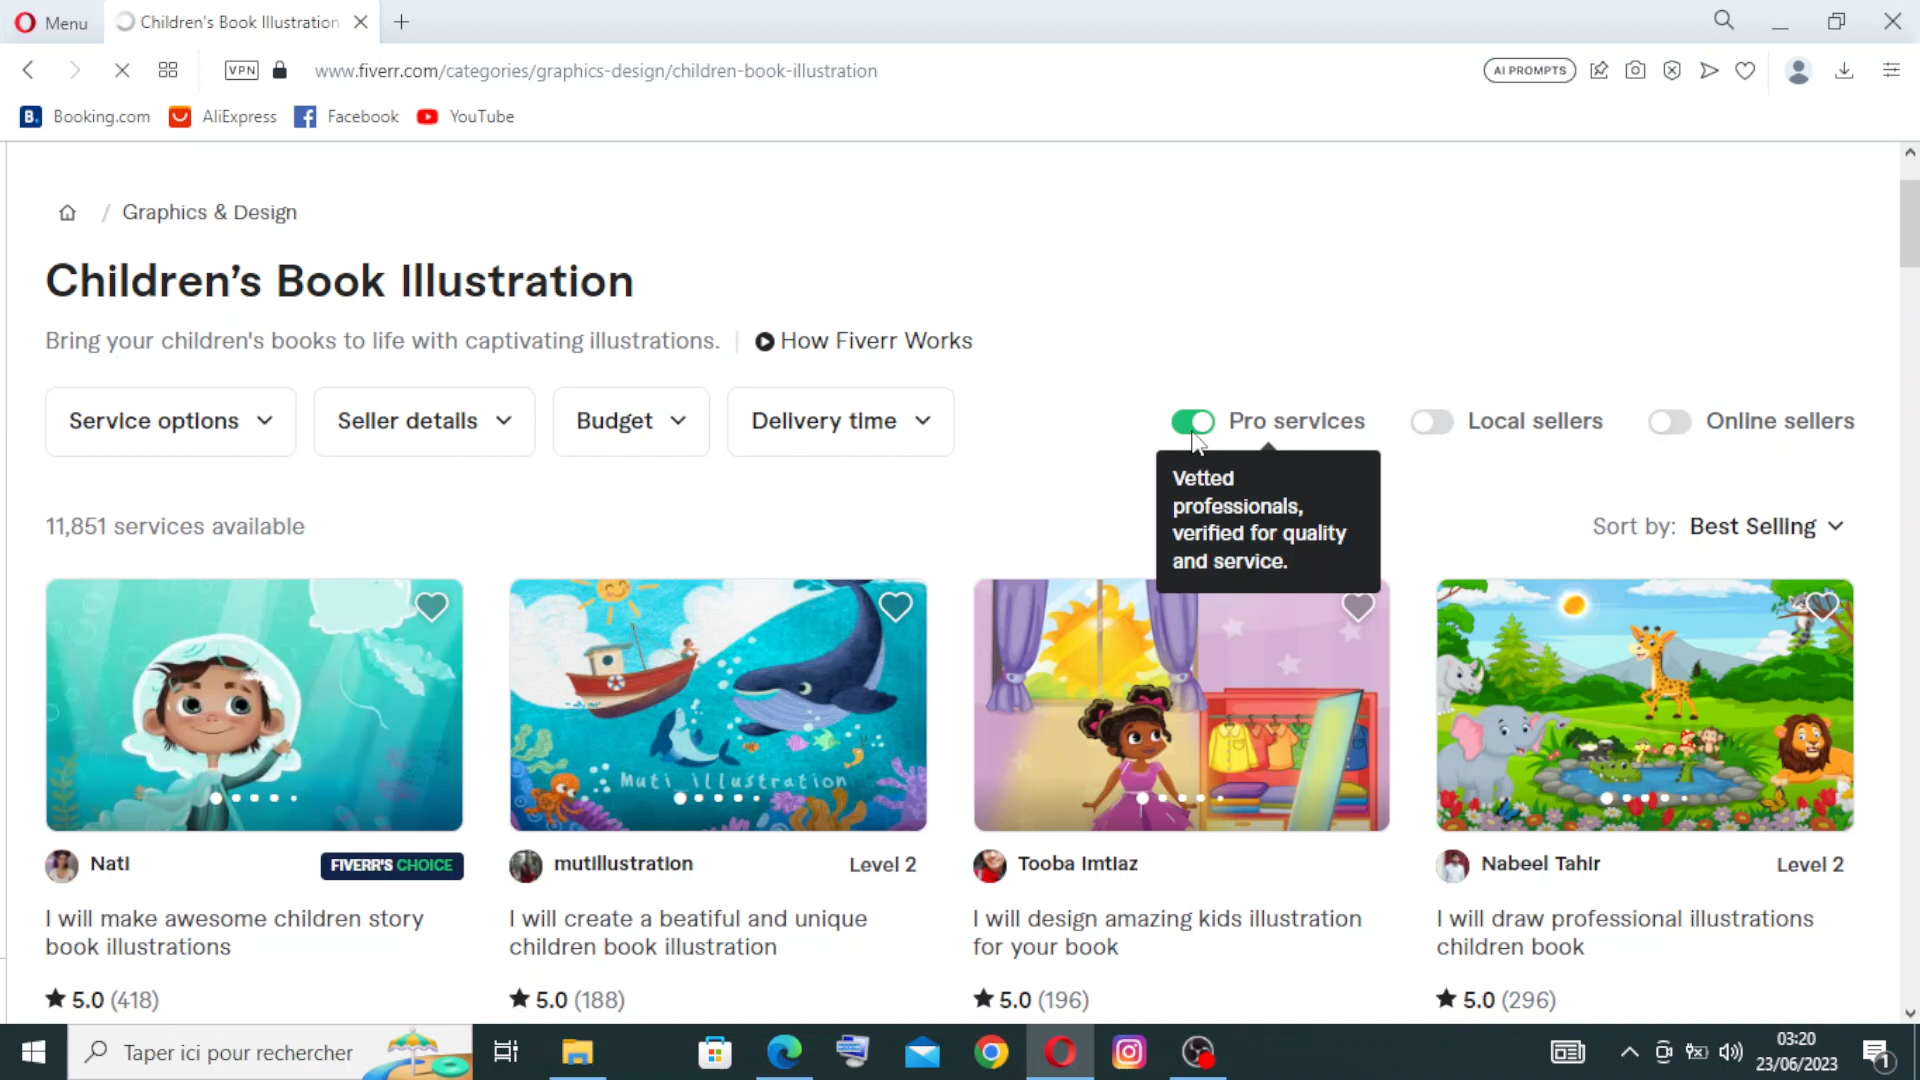 Menu
Children's Book Illustration
VPN
www.fiverr.com/categories/graphics-design/children-book-illustration
AI PROMPTS
B. Booking.com
AliExpress
Facebook
YouTube
/ Graphics & Design
Children's Book Illustration
Bring your children's books to life with captivating illustrations.
How Fiverr Works
Service options
Seller details
Budget
Delivery time
Pro services
Local sellers
Online sellers
Vetted
professionals,
verified for quality
and service.
11,851 services available
Sort by: Best Selling
Muti_illustration
Nati
FIVERR'S CHOICE
mutillustration
Level 2
Tooba Imtiaz
Nabeel Tahir
Level 2
I will make awesome children story
book illustrations
I will create a beatiful and unique
children book illustration
I will design amazing kids illustration
for your book
I will draw professional illustrations
children book
5.0 (418)
5.0 (188)
5.0 (196)
5.0 (296)
Taper ici pour rechercher
03:20
23/06/2023
1